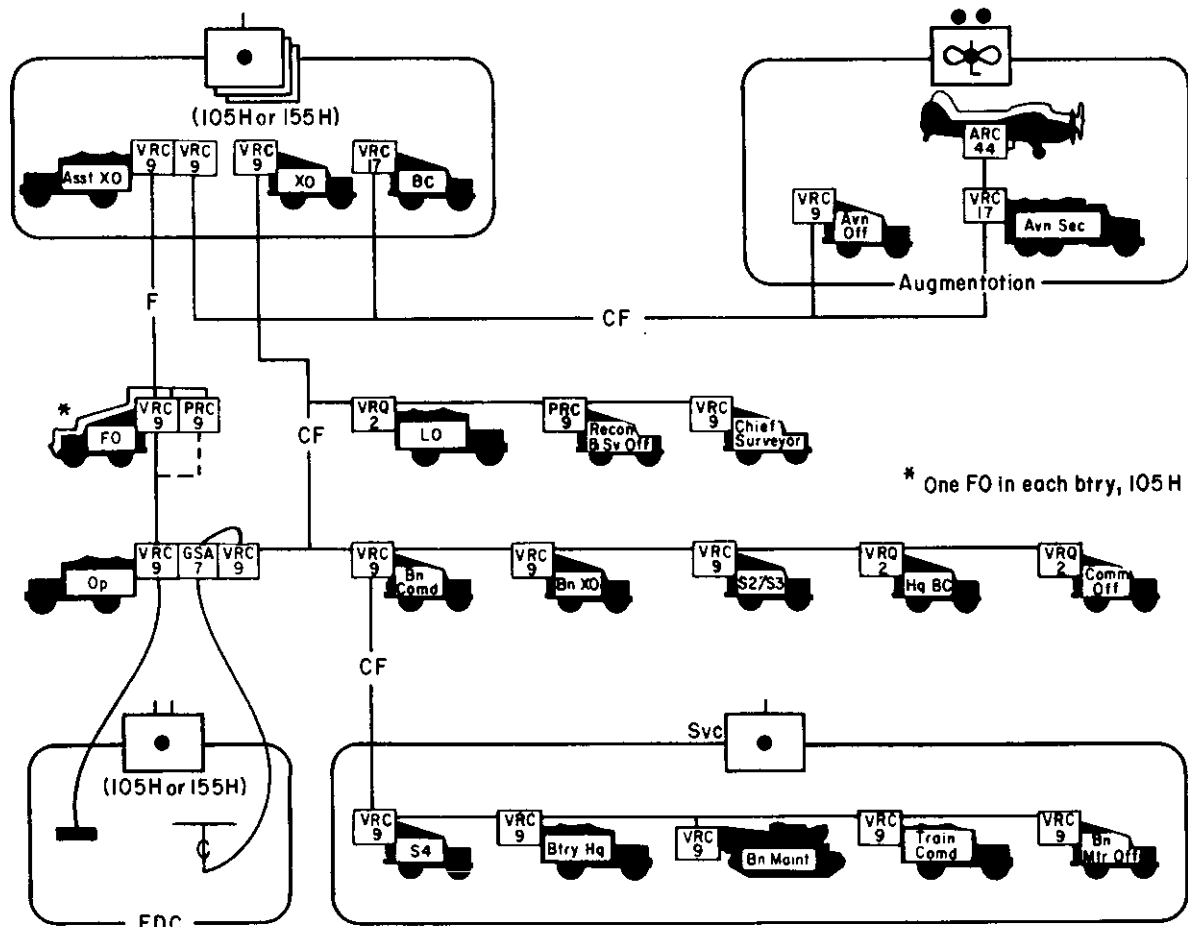 (105H or 155H)
VRC 9
VRC 9
Asst XO
VRC 9
XO
VRC 17
BC
ARC 44
VRC 9
Avn Off
VRC 17
Avn Sec
Augmentation
F
CF
*
VRC 9
PRC 9
FO
CF
VRQ 2
LO
PRC 9
Recon & Sv Off
VRC 9
Chief Surveyor
* One FO in each btry, 105 H
VRC 9
GSA 7
VRC 9
Op
VRC 9
Bn Comd
VRC 9
Bn XO
VRC 9
S2/S3
VRQ 2
Hq BC
VRQ 2
Comm Off
CF
(105H or 155H)
C
FDC
Svc
VRC 9
S4
VRC 9
Btry Hq
VRC 9
Bn Maint
VRC 9
Train Comd
VRC 9
Bn Mtr Off